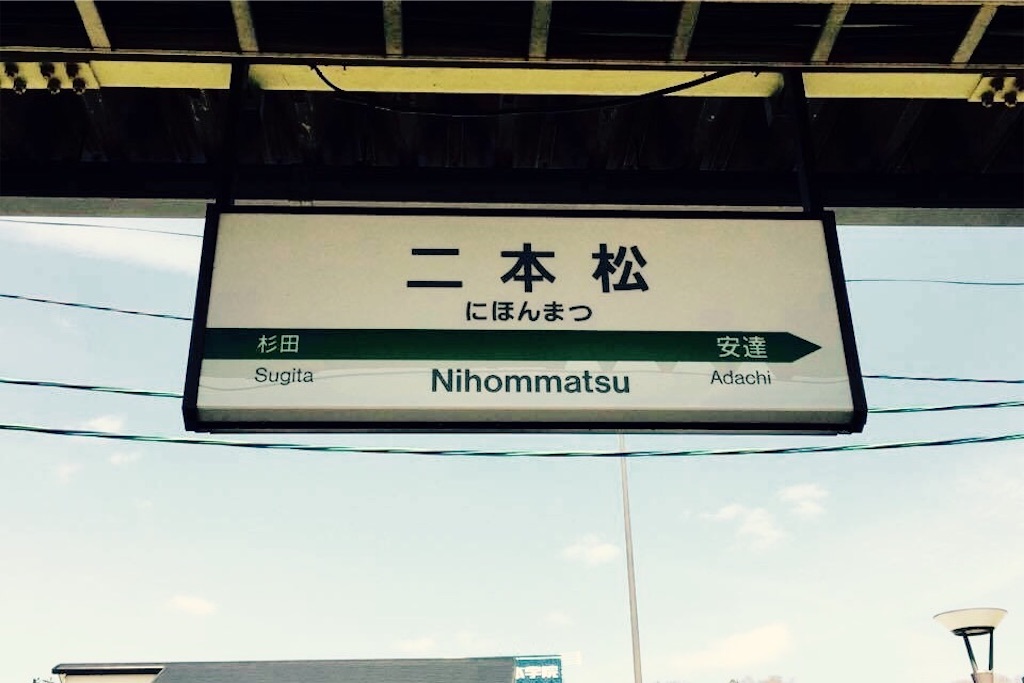 二本松
にほんまつ
杉田 安達
Sugita Nihommatsu Adachi